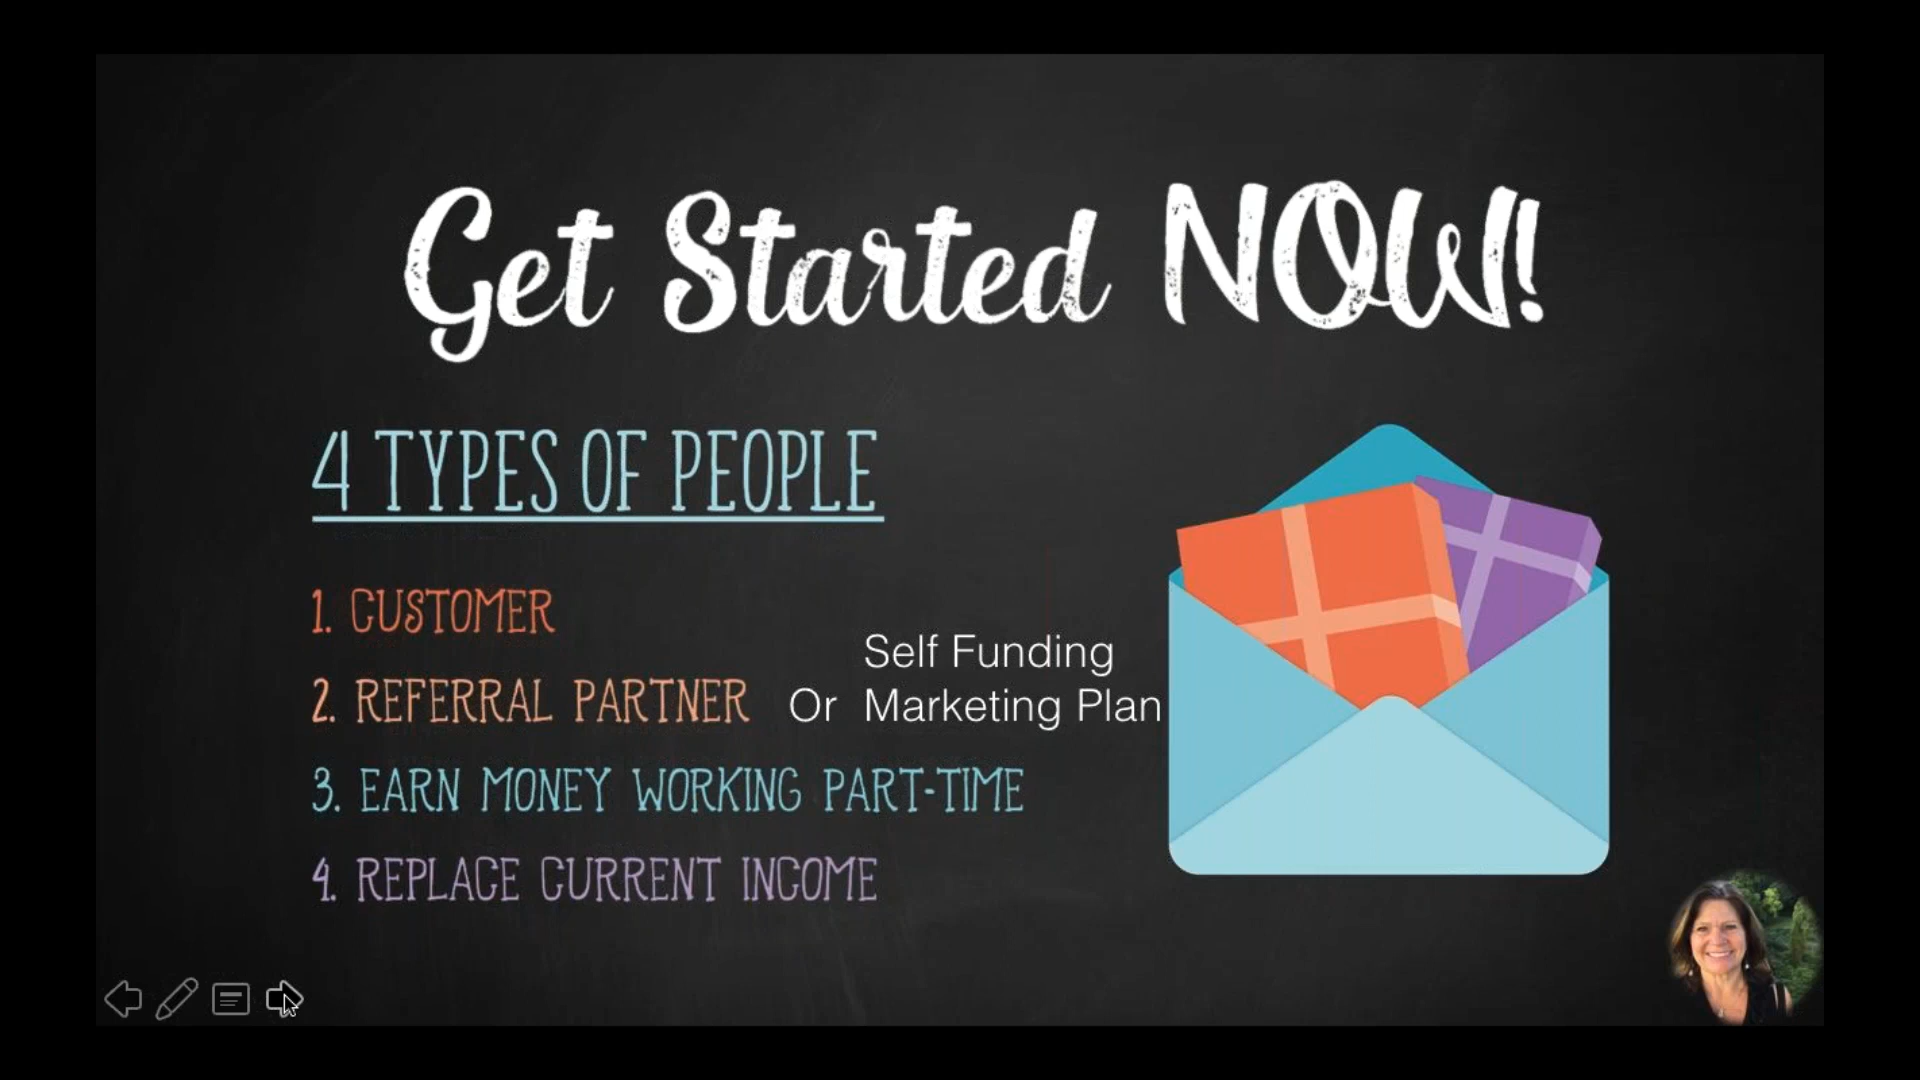 Get Started NOW!
4 TYPES OF PEOPLE
1. CUSTOMER
Self Funding
2. REFERRAL PARTNER Or Marketing Plan
3. EARN MONEY WORKING PART-TIME
4. REPLACE CURRENT INCOME